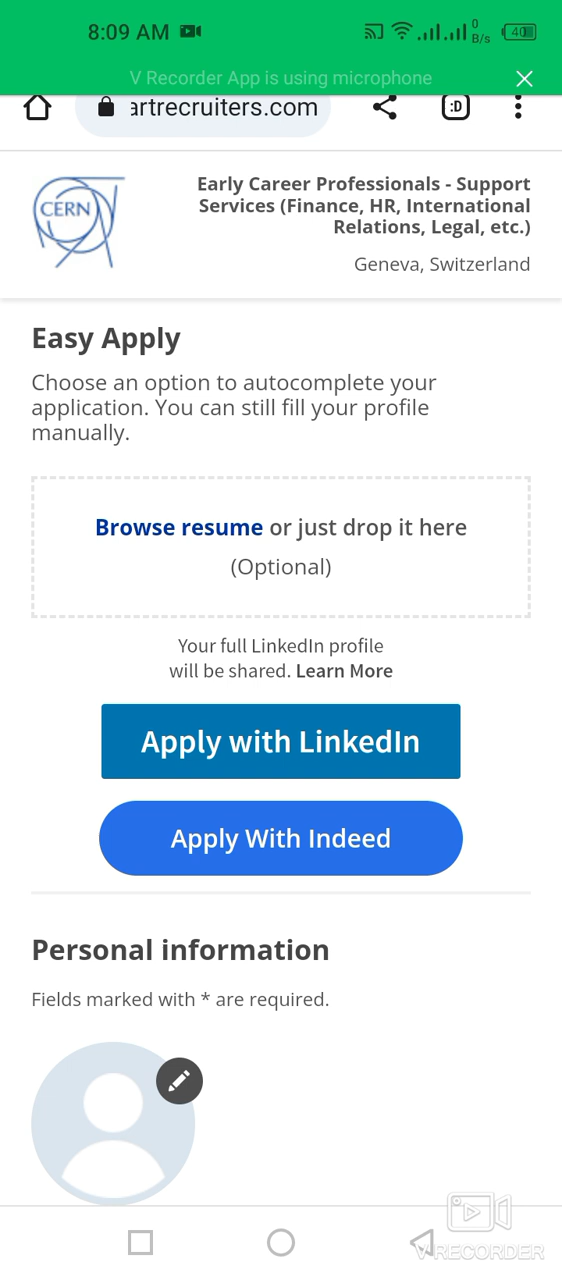 8:09 AM
0
B/s
40
V Recorder App is using microphone
artrecruiters.com
:D
CERN
Early Career Professionals - Support
Services (Finance, HR, International
Relations, Legal, etc.)
Geneva, Switzerland
Easy Apply
Choose an option to autocomplete your
application. You can still fill your profile
manually.
Browse resume or just drop it here
(Optional)
Your full LinkedIn profile
will be shared. Learn More
Apply with LinkedIn
Apply With Indeed
Personal information
Fields marked with * are required.
V RECORDER